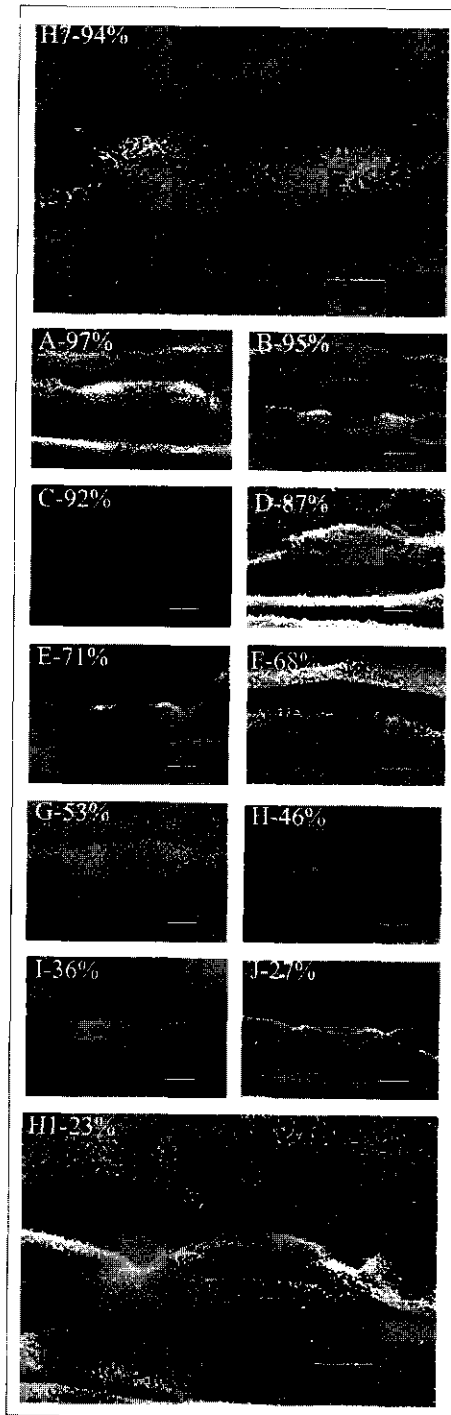 H7-94%
A-97%
B-95%
C-92%
D-87%
E-71%
F-68%
G-53%
H-46%
I-36%
J-27%
H1-23%